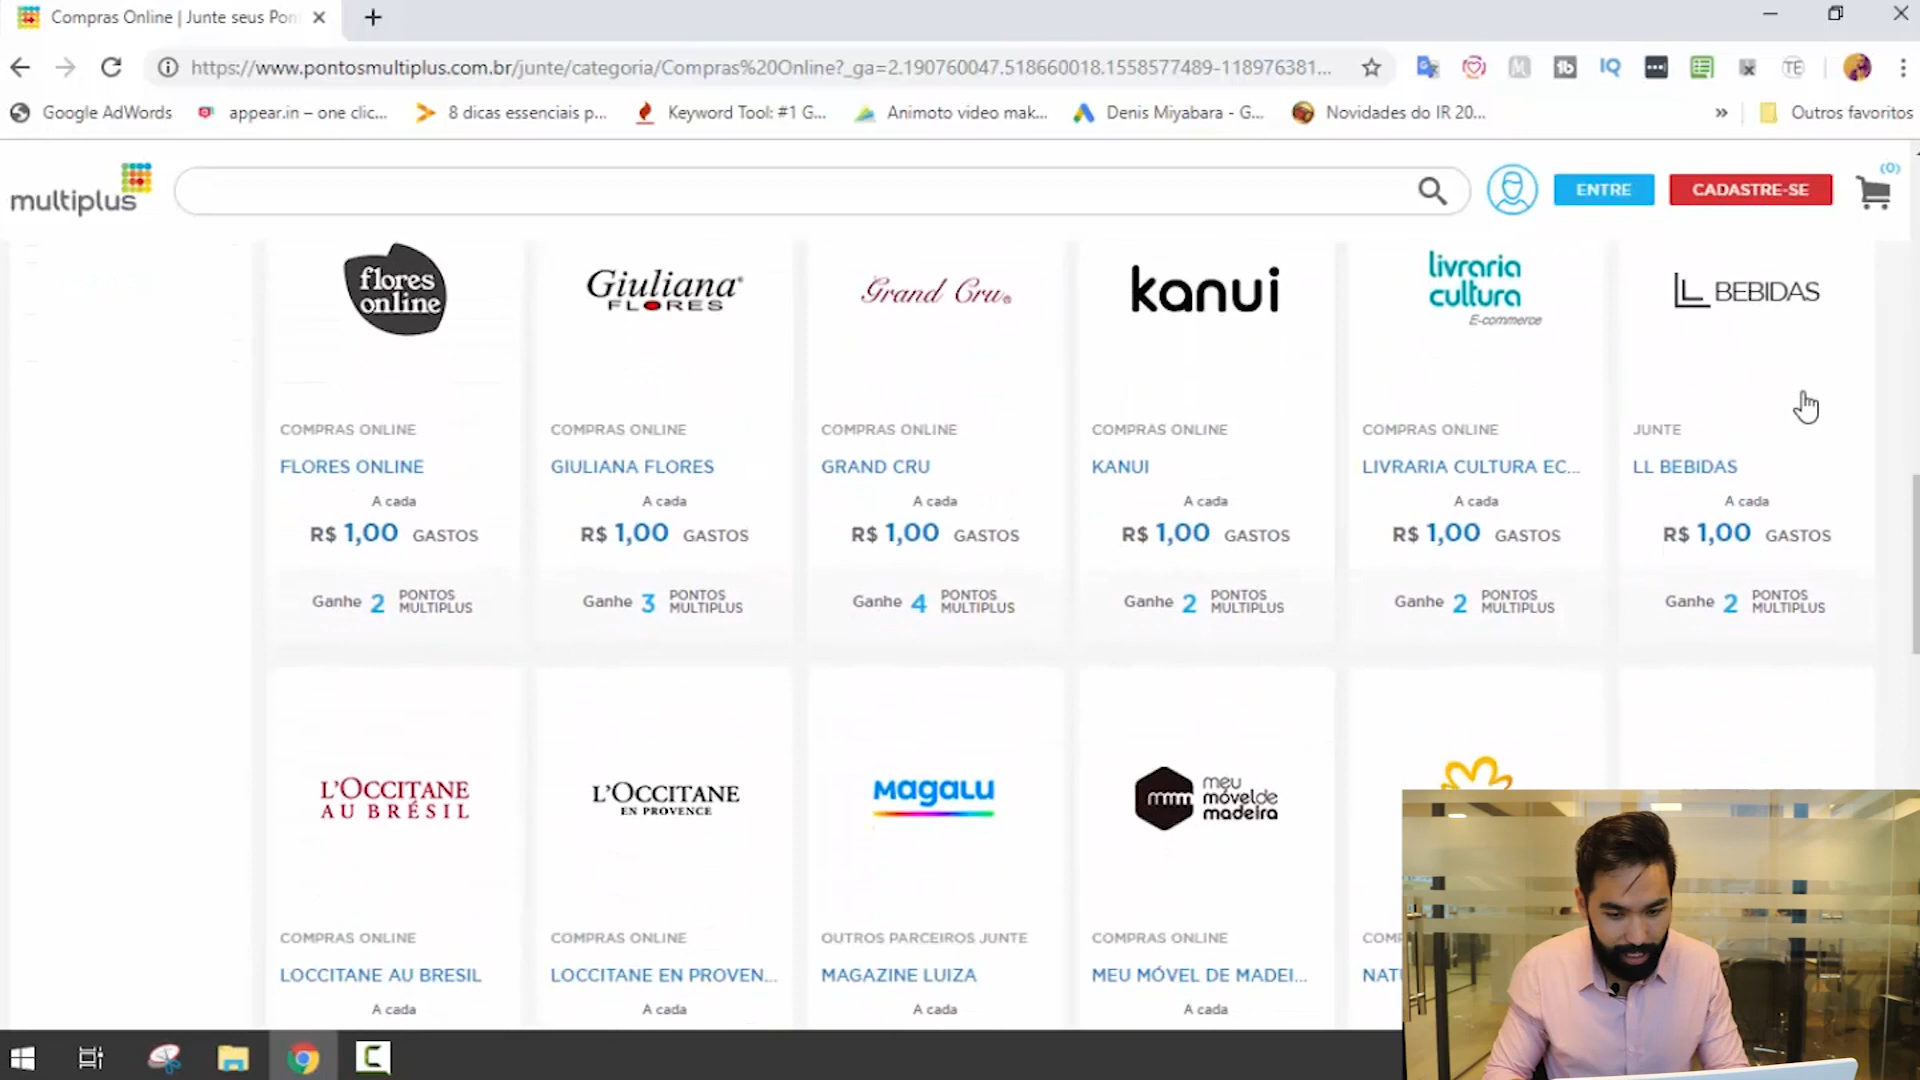 Compras Online | Junte seus Pon
https://www.pontosmultiplus.com.br/junte/categoria/Compras%20Online?_ga=2.190760047.518660018.1558577489-118976381...
Google AdWords
appear.in – one clic...
8 dicas essenciais p...
Keyword Tool: #1 G...
Animoto video mak...
Denis Miyabara - G...
Novidades do IR 20...
»
Outros favoritos
multiplus
ENTRE
CADASTRE-SE
(0)
flores
online
Giuliana
FLORES
Grand Cru
kanui
livraria
cultura
E-commerce
LL BEBIDAS
COMPRAS ONLINE
COMPRAS ONLINE
COMPRAS ONLINE
COMPRAS ONLINE
COMPRAS ONLINE
JUNTE
FLORES ONLINE
GIULIANA FLORES
GRAND CRU
KANUI
LIVRARIA CULTURA EC...
LL BEBIDAS
A cada
A cada
A cada
A cada
A cada
A cada
R$ 1,00 GASTOS
R$ 1,00 GASTOS
R$ 1,00 GASTOS
R$ 1,00 GASTOS
R$ 1,00 GASTOS
R$ 1,00 GASTOS
Ganhe 2 PONTOS MULTIPLUS
Ganhe 3 PONTOS MULTIPLUS
Ganhe 4 PONTOS MULTIPLUS
Ganhe 2 PONTOS MULTIPLUS
Ganhe 2 PONTOS MULTIPLUS
Ganhe 2 PONTOS MULTIPLUS
L'OCCITANE
AU BRÉSIL
L'OCCITANE
EN PROVENCE
Magalu
mmm
meu
móvelde
madeira
COMPRAS ONLINE
COMPRAS ONLINE
OUTROS PARCEIROS JUNTE
COMPRAS ONLINE
COMP
LOCCITANE AU BRESIL
LOCCITANE EN PROVEN...
MAGAZINE LUIZA
MEU MÓVEL DE MADEI...
NAT
A cada
A cada
A cada
A cada